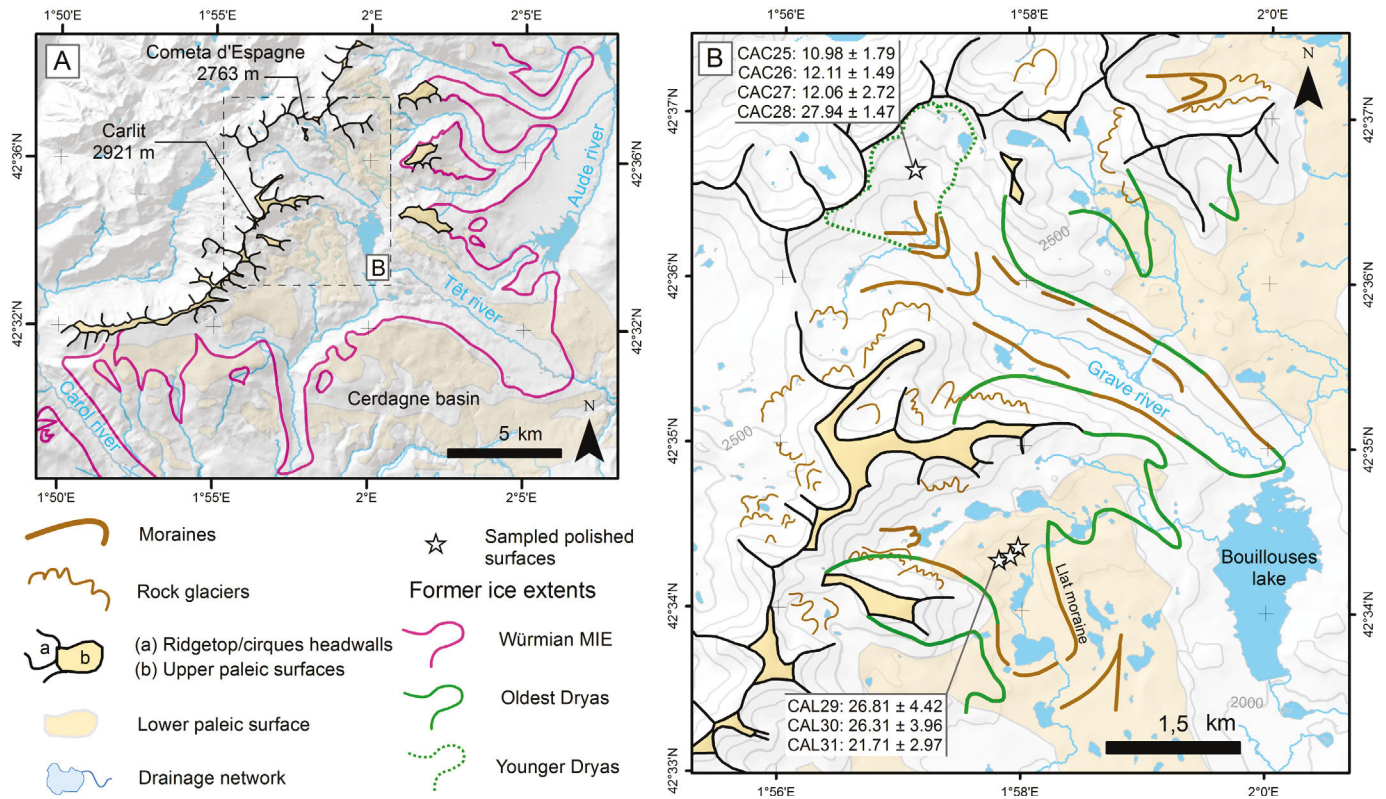 1°50'E
1°55'E
2°E
2°5'E
A
Cometa d'Espagne
2763 m
Carlit
2921 m
42°36'N
42°32'N
42°36'N
42°32'N
Aude river
B
Têt river
Carol river
Cerdagne basin
5 km
N
1°50'E
1°55'E
2°E
2°5'E
Moraines
Rock glaciers
a
b
(a) Ridgetop/cirques headwalls
(b) Upper paleic surfaces
Lower paleic surface
Drainage network
Sampled polished
surfaces
Former ice extents
Würmian MIE
Oldest Dryas
Younger Dryas
1°56'E
1°58'E
2°0'E
B
CAC25: 10.98 ± 1.79
CAC26: 12.11 ± 1.49
CAC27: 12.06 ± 2.72
CAC28: 27.94 ± 1.47
N
42°37'N
42°36'N
42°35'N
42°34'N
42°33'N
42°37'N
42°36'N
42°35'N
42°34'N
2500
2500
Grave river
Bouillouses
lake
Llat moraine
2000
CAL29: 26.81 ± 4.42
CAL30: 26.31 ± 3.96
CAL31: 21.71 ± 2.97
1,5 km
1°56'E
1°58'E
2°0'E